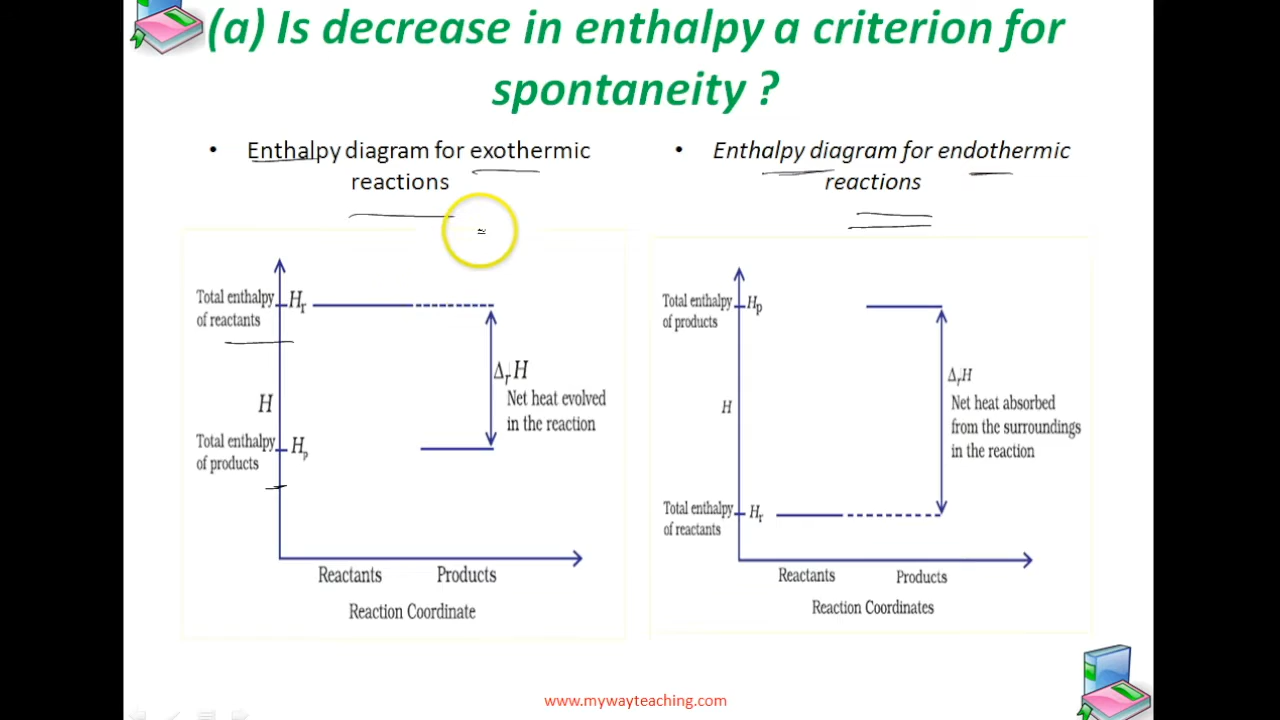 (a) Is decrease in enthalpy a criterion for
spontaneity ?
• Enthalpy diagram for exothermic
reactions
Total enthalpy
of reactants
Hr
ΔrH
Net heat evolved
in the reaction
H
Total enthalpy
of products
Hp
Reactants
Products
Reaction Coordinate
• Enthalpy diagram for endothermic
reactions
Total enthalpy
of products
Hp
ΔrH
Net heat absorbed
from the surroundings
in the reaction
H
Total enthalpy
of reactants
Hr
Reactants
Products
Reaction Coordinates
www.mywayteaching.com